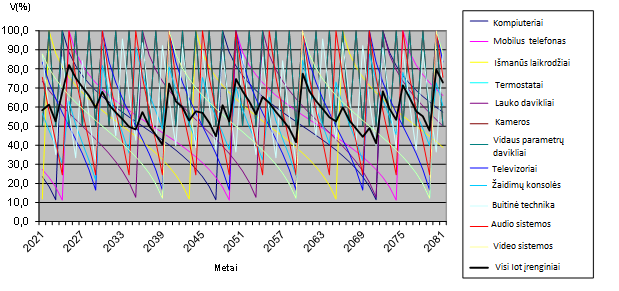 V(%)
100,0
90,0
80,0
70,0
60,0
50,0
40,0
30,0
20,0
10,0
0,0
2021
2027
2033
2039
2045
2051
2057
2063
2069
2075
2081
Metai
Kompiuteriai
Mobilus telefonas
Išmanūs laikrodžiai
Termostatai
Lauko davikliai
Kameros
Vidaus parametrų
davikliai
Televizoriai
Žaidimų konsolės
Buitinė technika
Audio sistemos
Video sistemos
Visi Iot įrenginiai